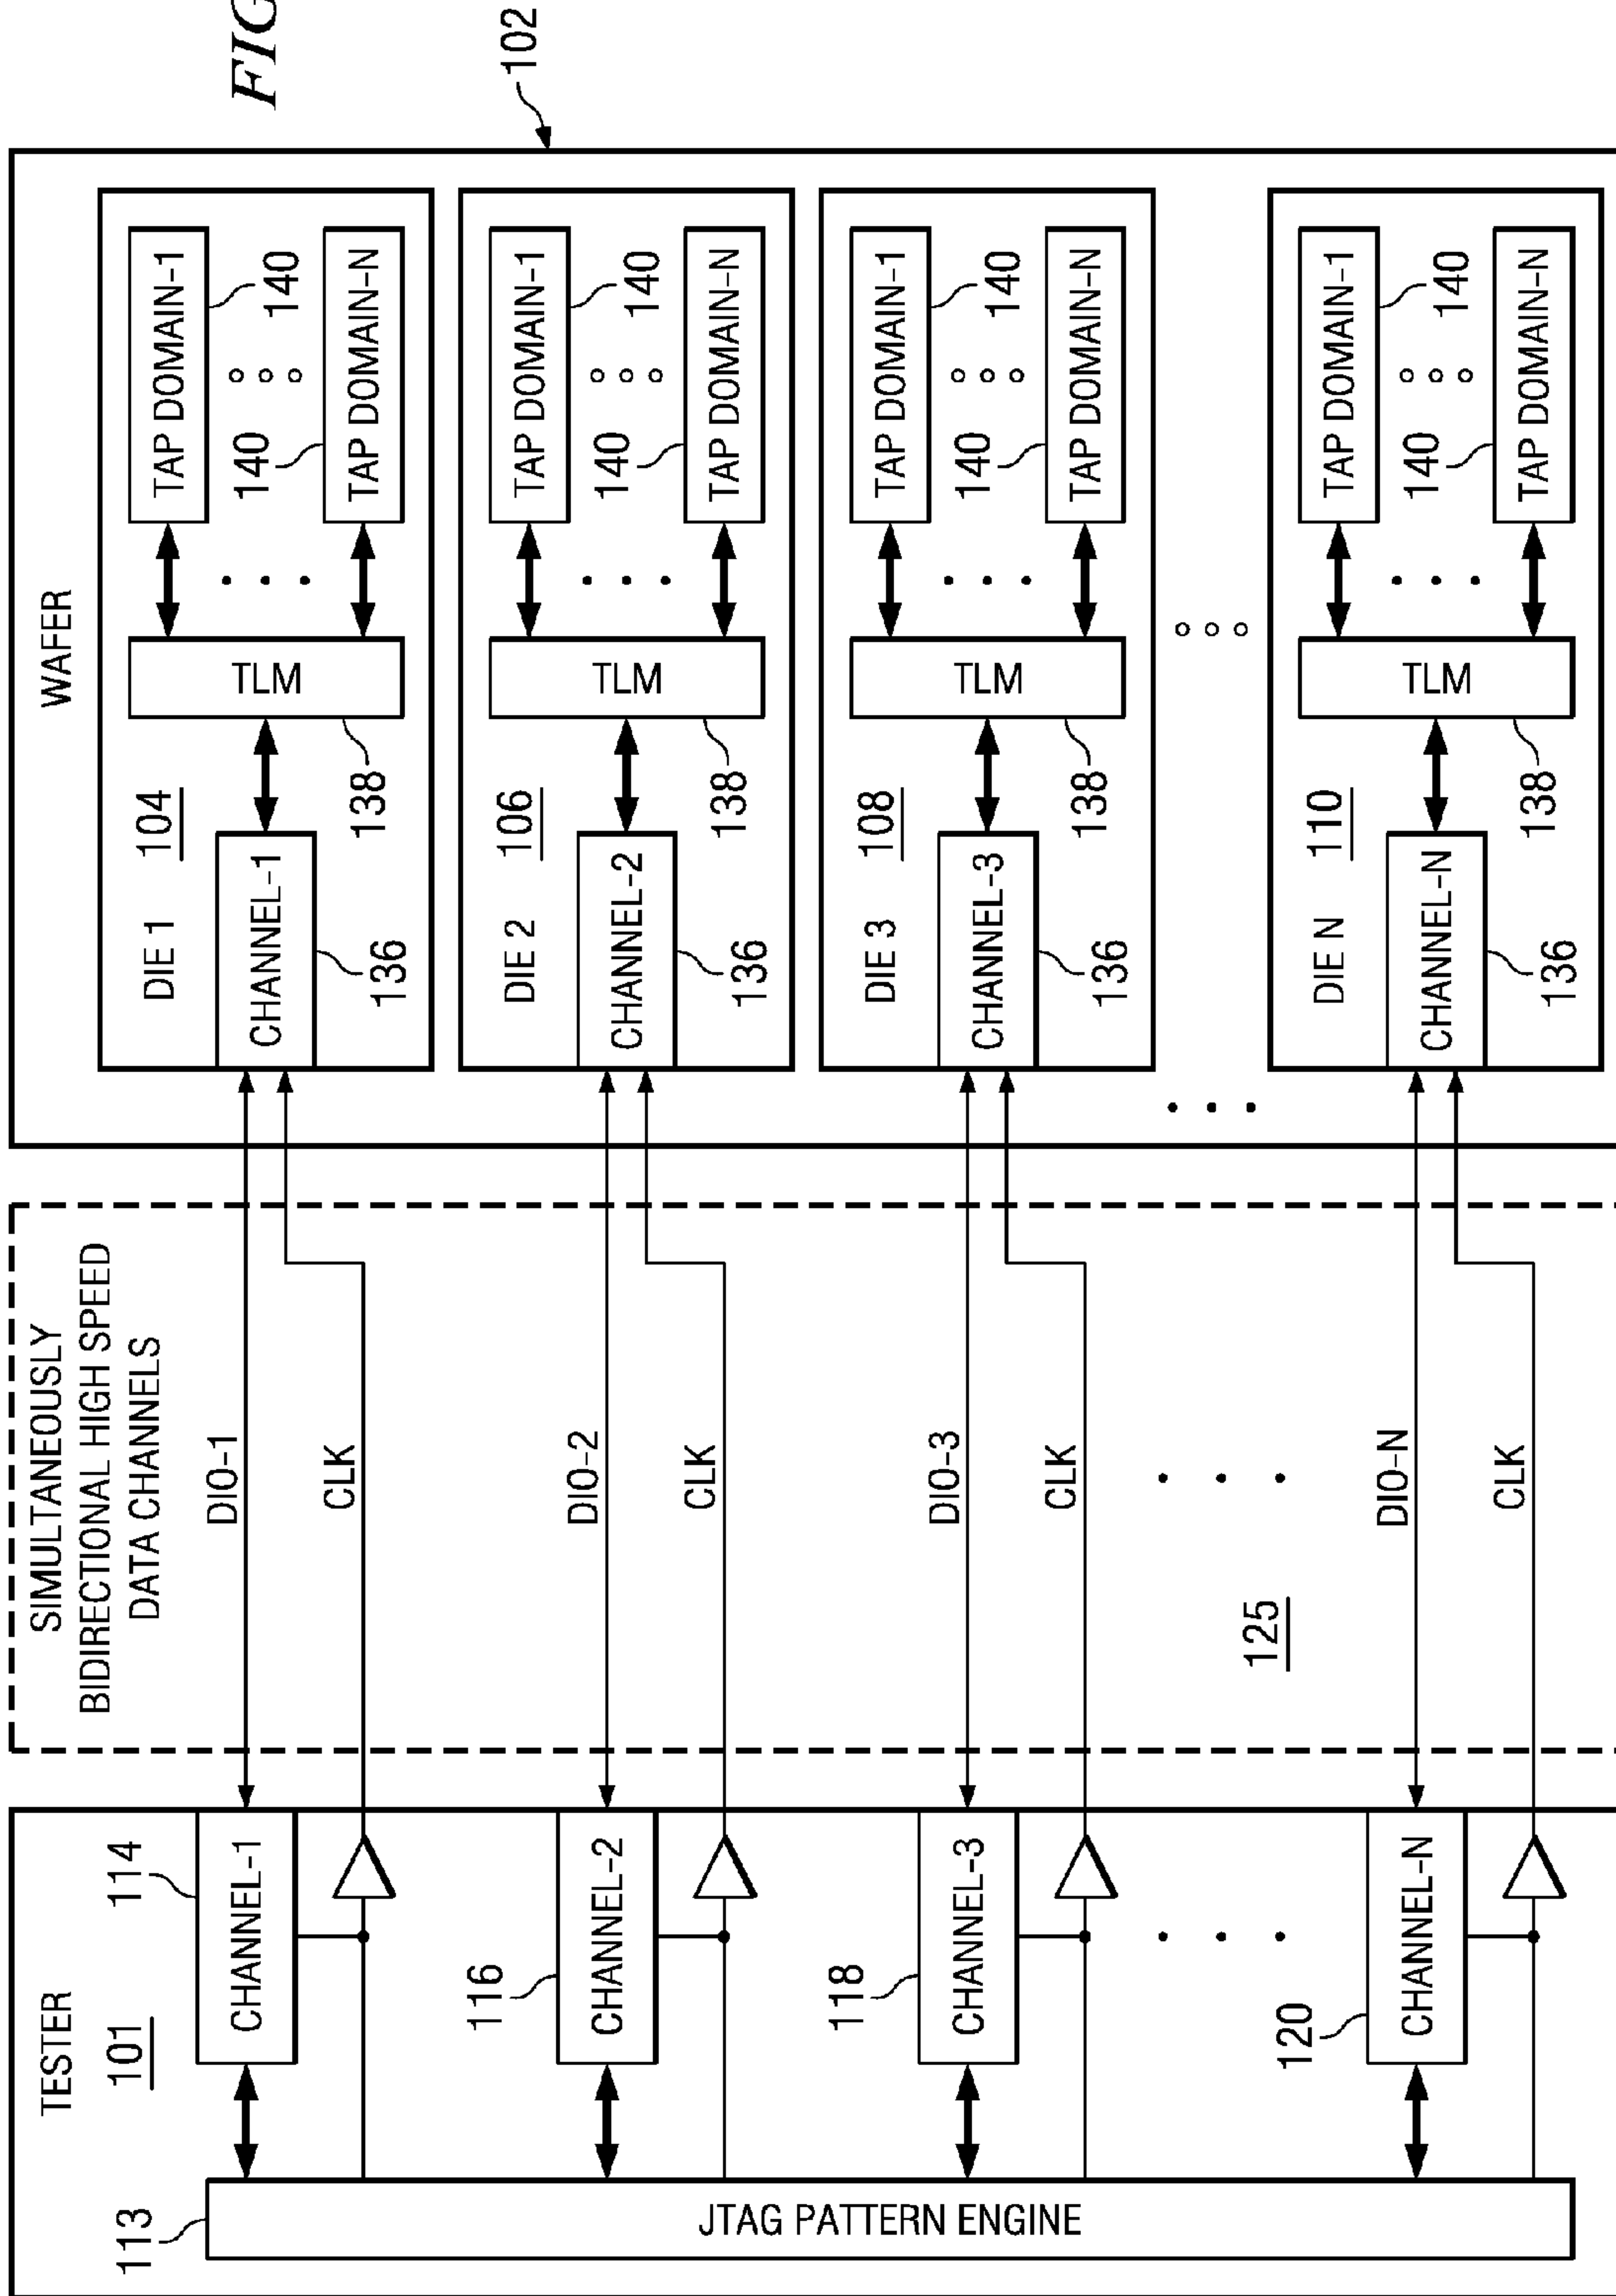 FIG
102
TESTER
101
113
JTAG PATTERN ENGINE
114
CHANNEL-1
116
CHANNEL-2
118
CHANNEL-3
120
CHANNEL-N
SIMULTANEOUSLY
BIDIRECTIONAL HIGH SPEED
DATA CHANNELS
DIO-1
CLK
DIO-2
CLK
DIO-3
CLK
125
DIO-N
CLK
WAFER
DIE 1 104
CHANNEL-1
136
TLM
138
TAP DOMAIN-1
140
140
TAP DOMAIN-N
DIE 2 106
CHANNEL-2
136
TLM
138
TAP DOMAIN-1
140
140
TAP DOMAIN-N
DIE 3 108
CHANNEL-3
136
TLM
138
TAP DOMAIN-1
140
140
TAP DOMAIN-N
DIE N 110
CHANNEL-N
136
TLM
138
TAP DOMAIN-1
140
140
TAP DOMAIN-N